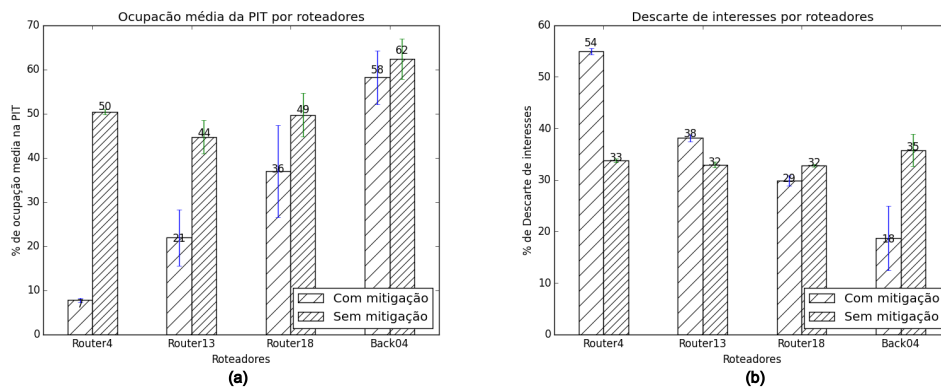 Ocupacão média da PIT por roteadores
% de ocupação media na PIT
70
60
50
40
30
20
10
0
7
50
21
44
36
49
58
62
Com mitigação
Sem mitigação
Router4 Router13 Router18 Back04
Roteadores
(a)
Descarte de interesses por roteadores
% de Descarte de interesses
60
50
40
30
20
10
0
54
33
38
32
29
32
18
35
Com mitigação
Sem mitigação
Router4 Router13 Router18 Back04
Roteadores
(b)